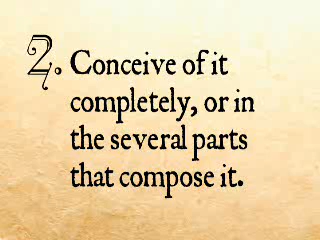 2. Conceive of it
completely, or in
the several parts
that compose it.